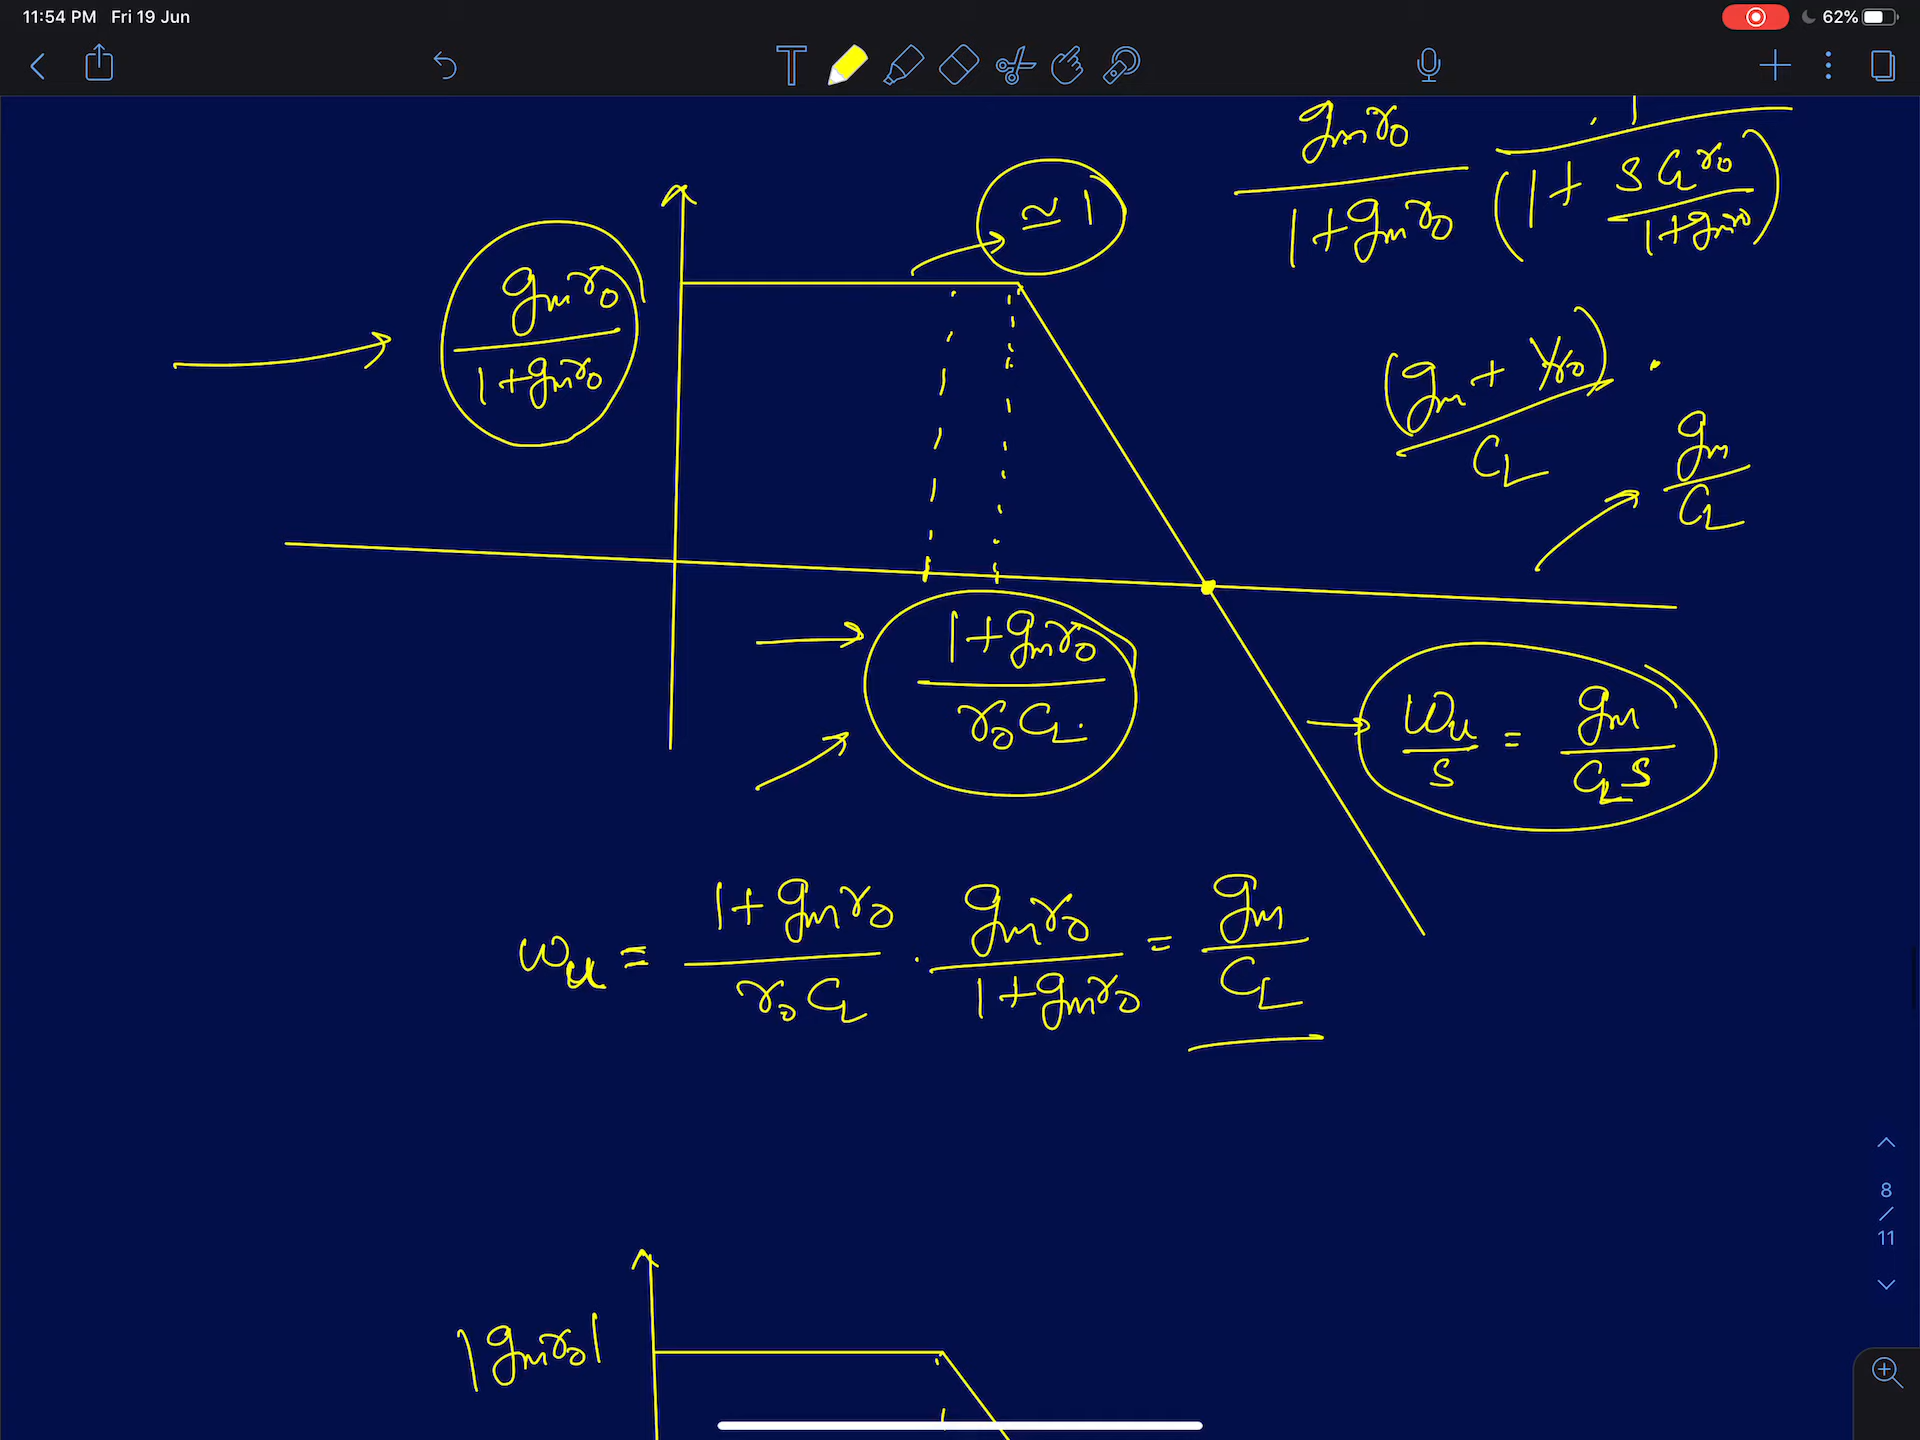 11:54 PM Fri 19 Jun
62%
T
gmro / 1+gmro · 1 / (1 + sCLro / 1+gmro)
≃ 1
gmro / 1+gmro
(gm + 1/ro) / CL
gm / CL
1+gmro / roCL
ωu / s = gm / CLs
ωu = 1+gmro / roCL · gmro / 1+gmro = gm / CL
8
/
11
|gmro|